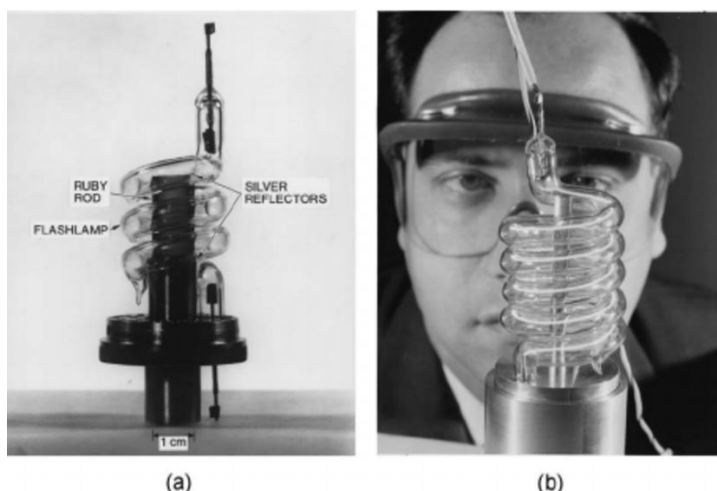 RUBY
ROD
SILVER
REFLECTORS
FLASHLAMP
1 cm
(a)
(b)